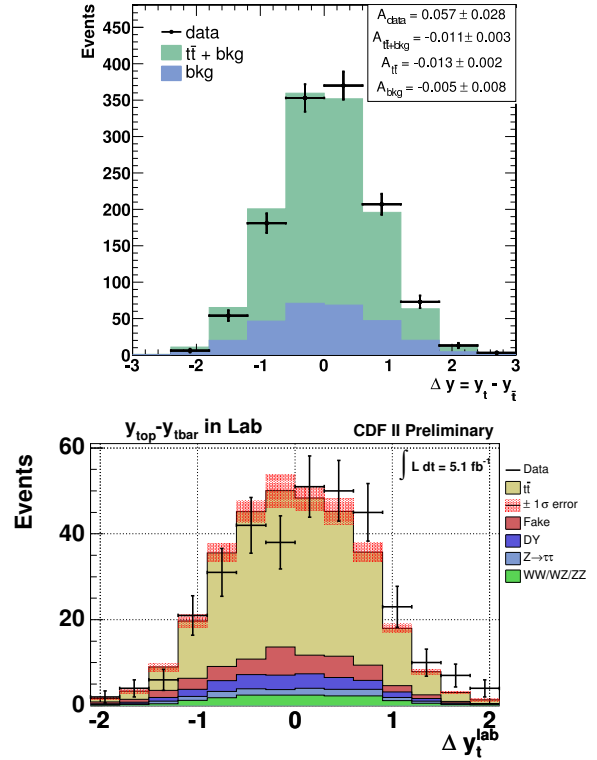 Events
data
tt̄ + bkg
bkg
A_data = 0.057 ± 0.028
A_tt̄+bkg = -0.011 ± 0.003
A_tt̄ = -0.013 ± 0.002
A_bkg = -0.005 ± 0.008
450
400
350
300
250
200
150
100
50
0
-3 -2 -1 0 1 2 3
Δ y = y_t - y_t̄
y_top-y_tbar in Lab CDF II Preliminary
∫ L dt = 5.1 fb⁻¹
Events
60
40
20
0
-2 -1 0 1 2
Δ y_t^lab
Data
tt̄
± 1σ error
Fake
DY
Z→ττ
WW/WZ/ZZ